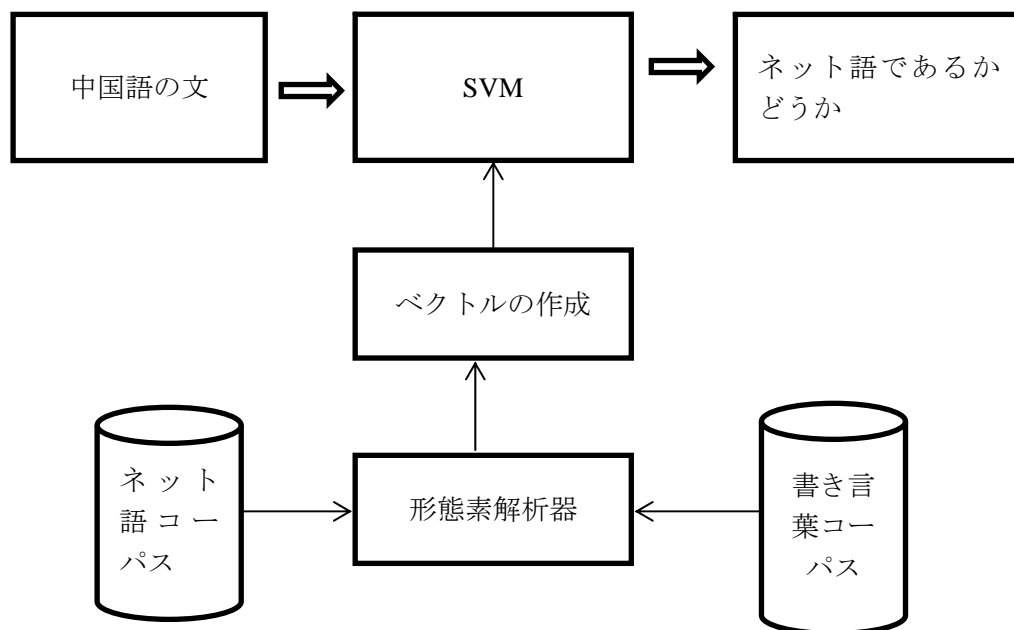 中国語の文
SVM
ネット語であるか
どうか
ベクトルの作成
ネット
語コー
パス
形態素解析器
書き言
葉コー
パス